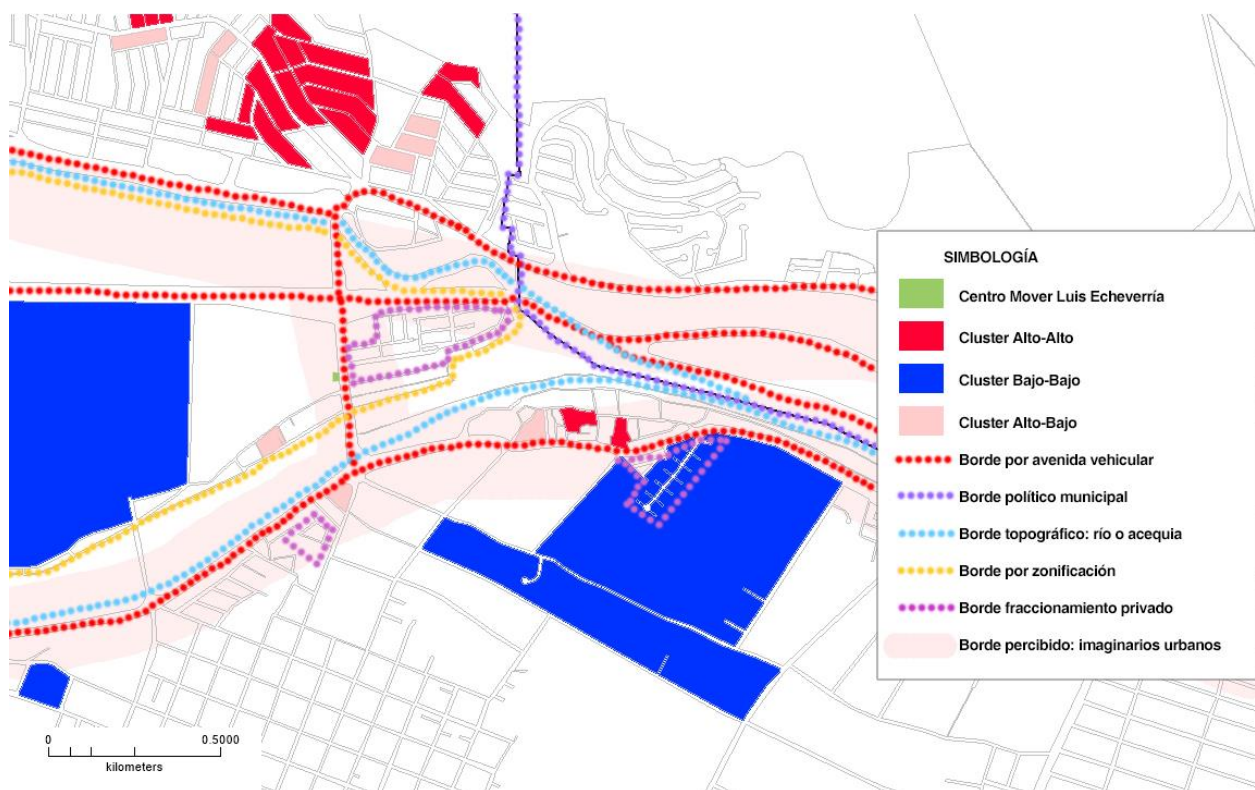 SIMBOLOGÍA
Centro Mover Luis Echeverría
Cluster Alto-Alto
Cluster Bajo-Bajo
Cluster Alto-Bajo
Borde por avenida vehicular
Borde político municipal
Borde topográfico: río o acequia
Borde por zonificación
Borde fraccionamiento privado
Borde percibido: imaginarios urbanos
0 0.5000
kilometers